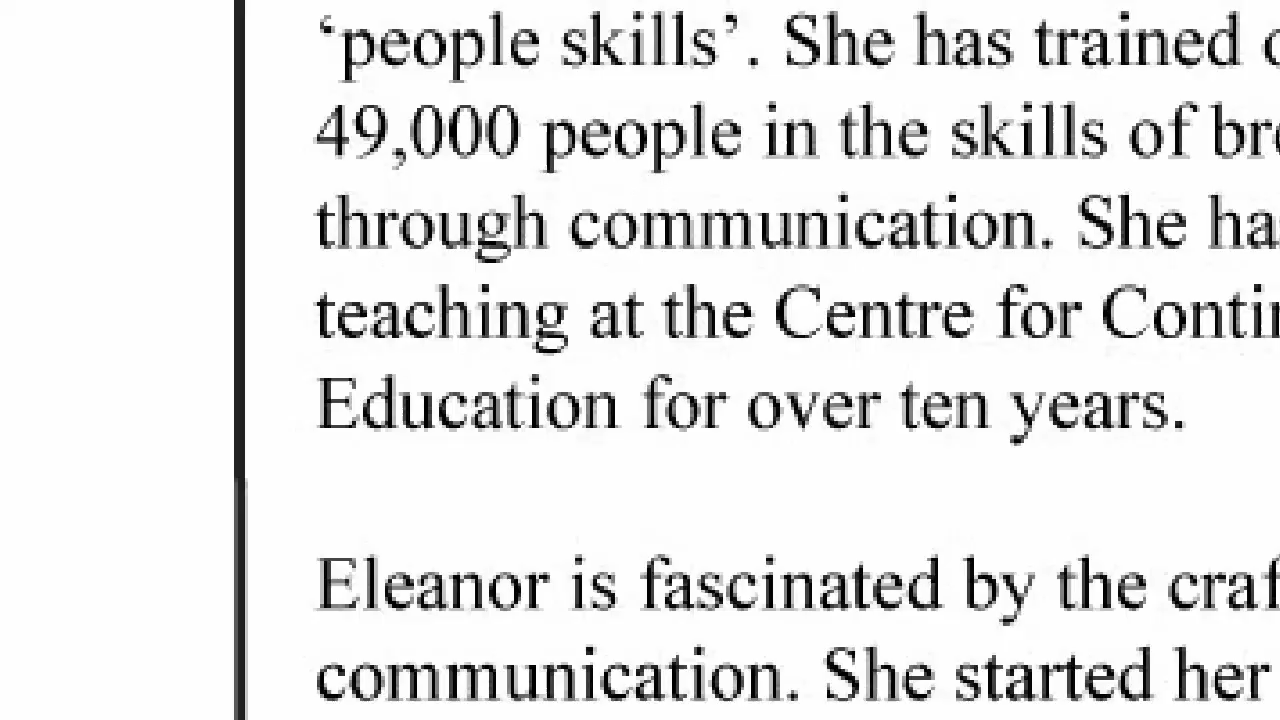 ‘people skills’. She has trained
49,000 people in the skills of
through communication. She
teaching at the Centre for
Education for over ten years.
Eleanor is fascinated by the
communication. She started her